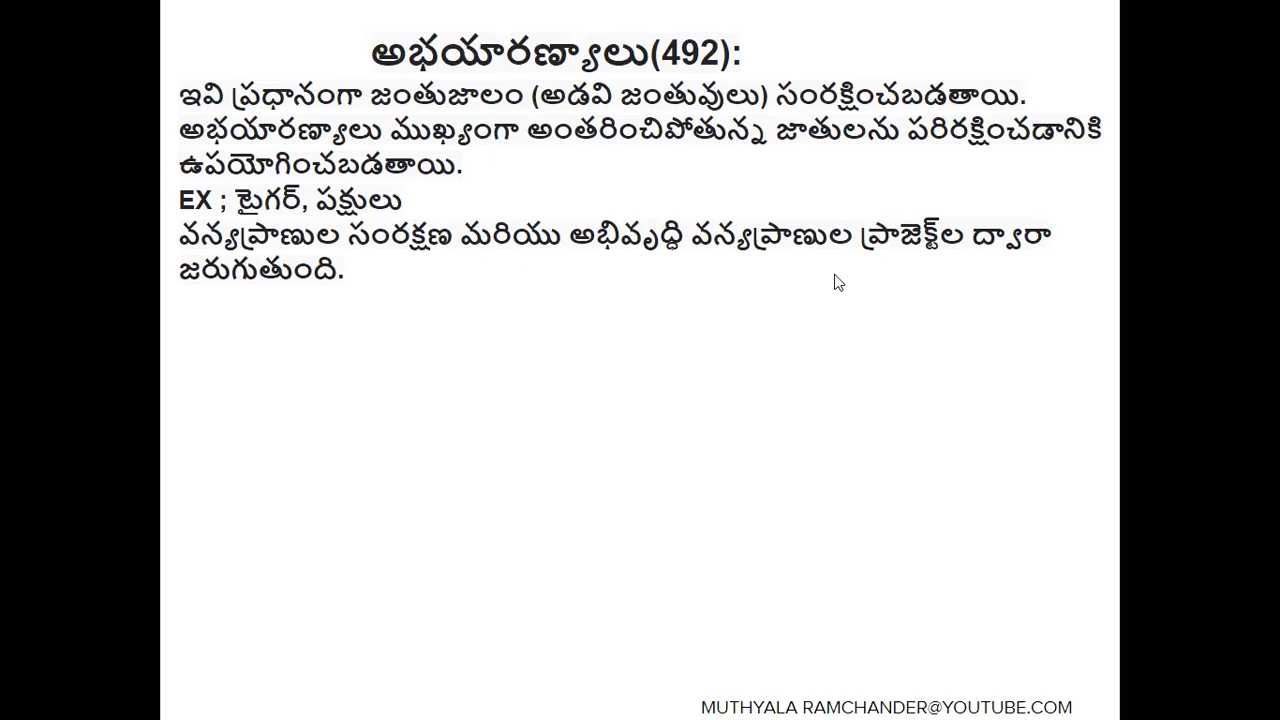 అభయారణ్యాలు(492):
ఇవి ప్రధానంగా జంతుజాలం (అడవి జంతువులు) సంరక్షించబడతాయి.
అభయారణ్యాలు ముఖ్యంగా అంతరించిపోతున్న జాతులను పరిరక్షించడానికి
ఉపయోగించబడతాయి.
EX ; టైగర్, పక్షులు
వన్యప్రాణుల సంరక్షణ మరియు అభివృద్ధి వన్యప్రాణుల ప్రాజెక్ట్‌ల ద్వారా
జరుగుతుంది.
MUTHYALA RAMCHANDER@YOUTUBE.COM